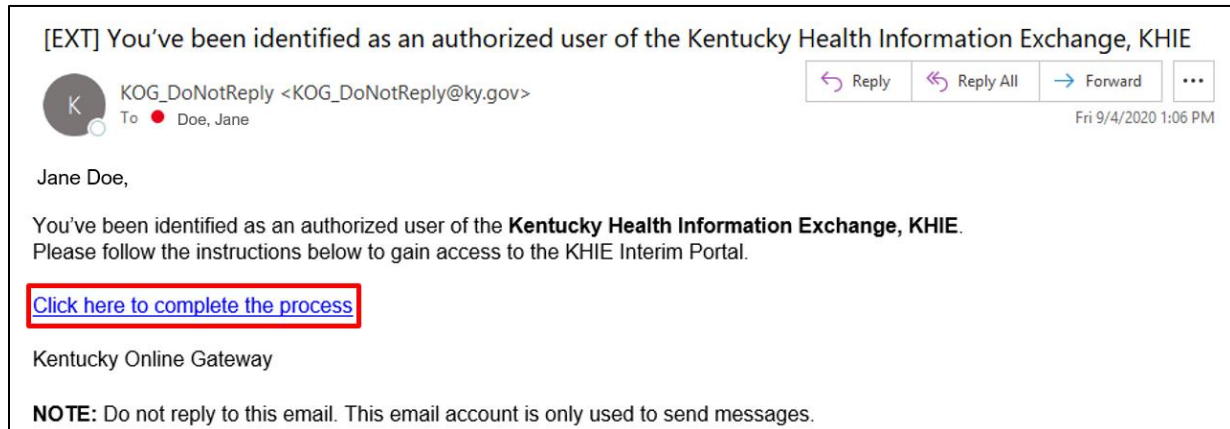 [EXT] You've been identified as an authorized user of the Kentucky Health Information Exchange, KHIE
Reply
Reply All
Forward
...
K
KOG_DoNotReply <KOG_DoNotReply@ky.gov>
To Doe, Jane
Fri 9/4/2020 1:06 PM
Jane Doe,
You've been identified as an authorized user of the Kentucky Health Information Exchange, KHIE.
Please follow the instructions below to gain access to the KHIE Interim Portal.
Click here to complete the process
Kentucky Online Gateway
NOTE: Do not reply to this email. This email account is only used to send messages.